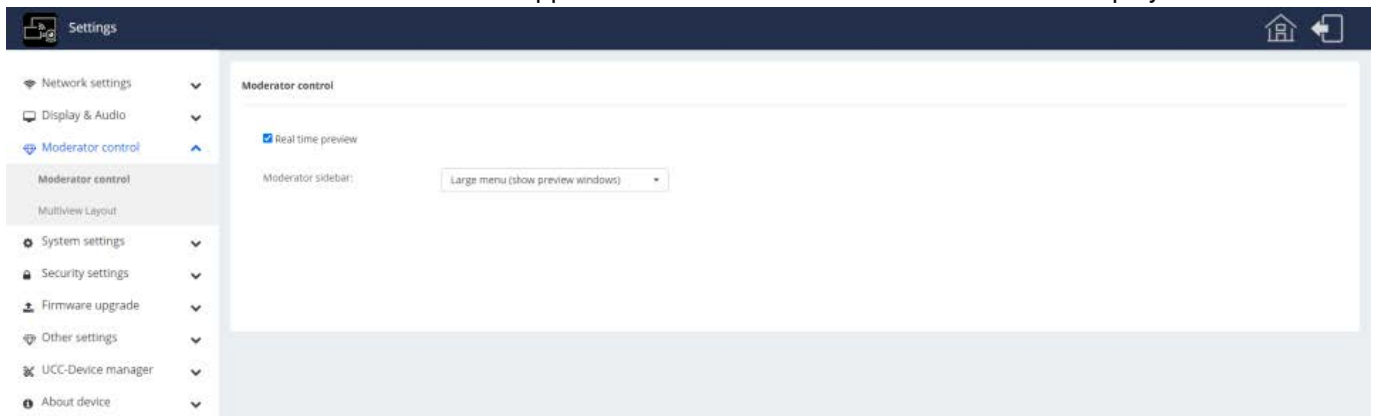 Settings
Network settings
Display & Audio
Moderator control
Moderator control
Multiview Layout
System settings
Security settings
Firmware upgrade
Other settings
UCC-Device manager
About device
Moderator control
Real time preview
Moderator sidebar:
Large menu (show preview windows)